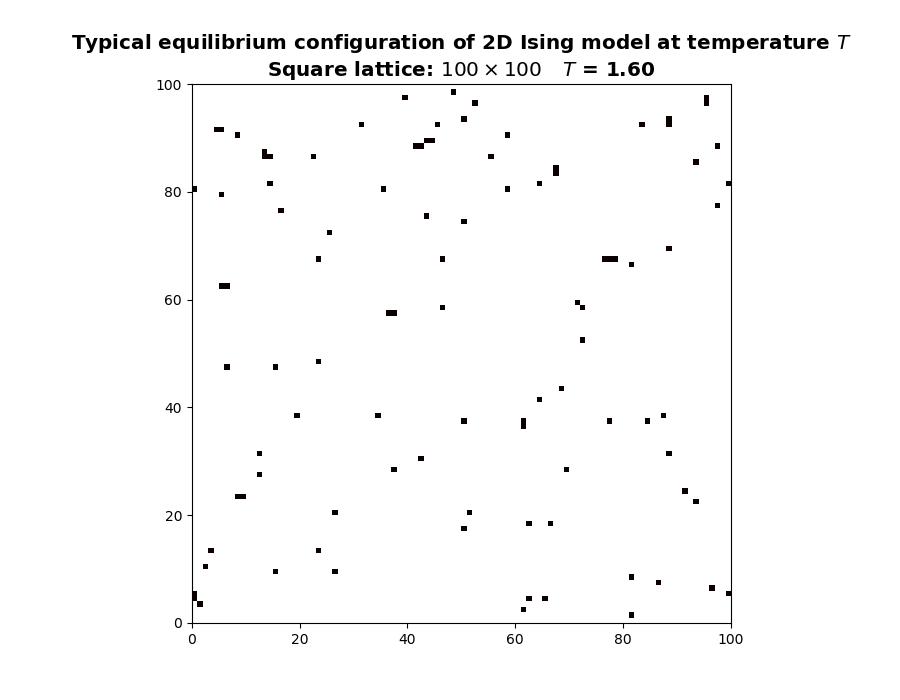 Typical equilibrium configuration of 2D Ising model at temperature T
Square lattice: 100 × 100 T = 1.60
100
80
60
40
20
0
0 20 40 60 80 100